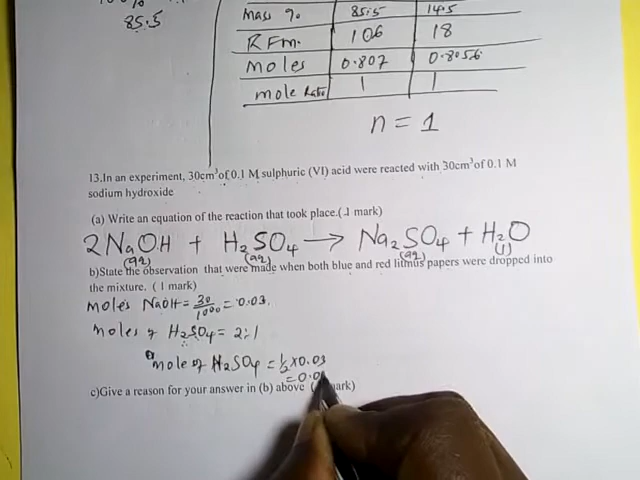 85.5
mass % 85.5 14.5
RFm. 106 18
moles 0.807 0.8056
mole Ratio 1 1
n = 1
13.In an experiment, 30cm³of 0.1 M sulphuric (VI) acid were reacted with 30cm³of 0.1 M
sodium hydroxide
(a) Write an equation of the reaction that took place.( 1 mark)
2NaOH + H₂SO₄ → Na₂SO₄ + H₂O
(aq) (aq) (aq) (l)
b)State the observation that were made when both blue and red litmus papers were dropped into
the mixture. ( 1 mark)
moles NaOH = 30/1000 = 0.03.
moles of H₂SO₄ = 2:1
mole of H₂SO₄ = ½ × 0.03
= 0.0
c)Give a reason for your answer in (b) above ( mark)